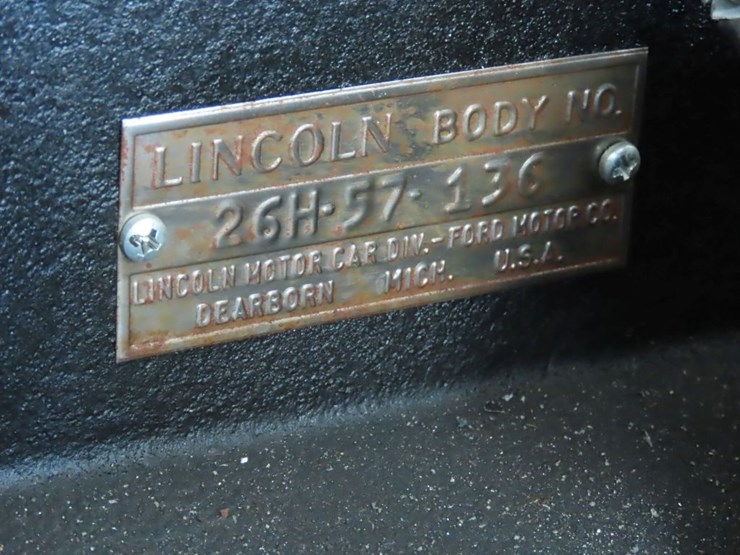 LINCOLN BODY NO.
26H·57·136
LINCOLN MOTOR CAR DIV.-FORD MOTOR CO.
DEARBORN MICH. U.S.A.